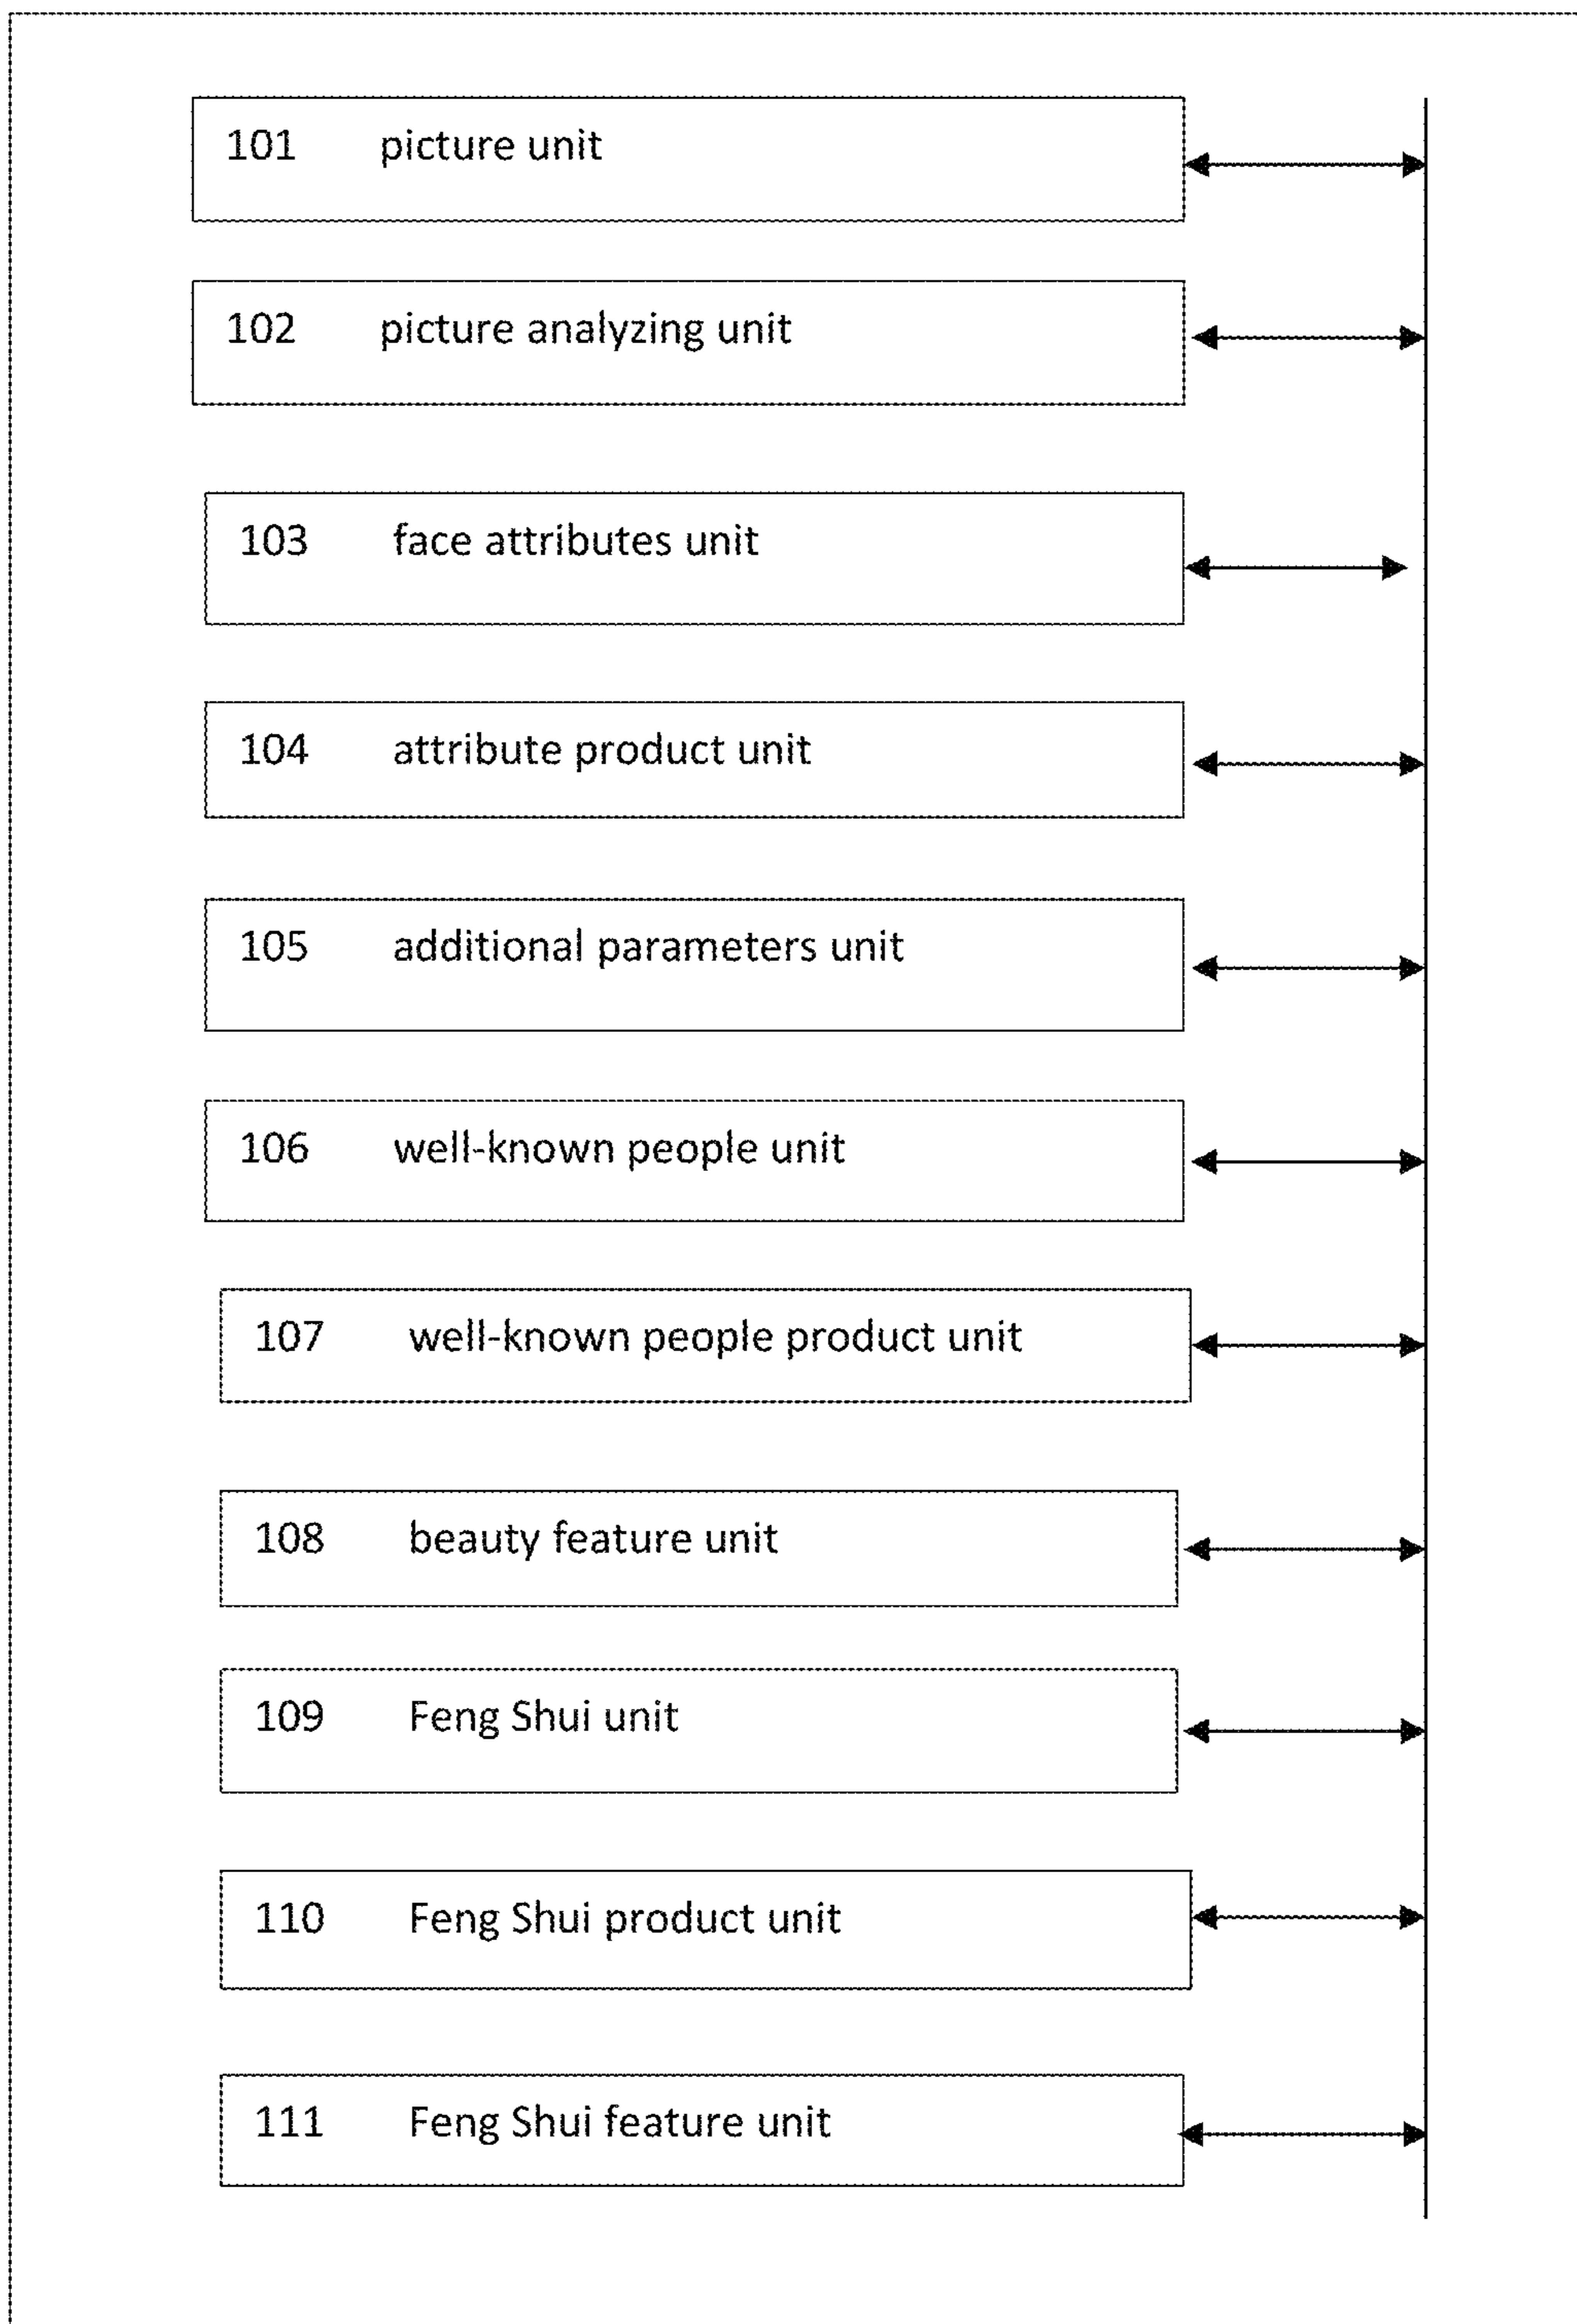 101 picture unit
102 picture analyzing unit
103 face attributes unit
104 attribute product unit
105 additional parameters unit
106 well-known people unit
107 well-known people product unit
108 beauty feature unit
109 Feng Shui unit
110 Feng Shui product unit
111 Feng Shui feature unit